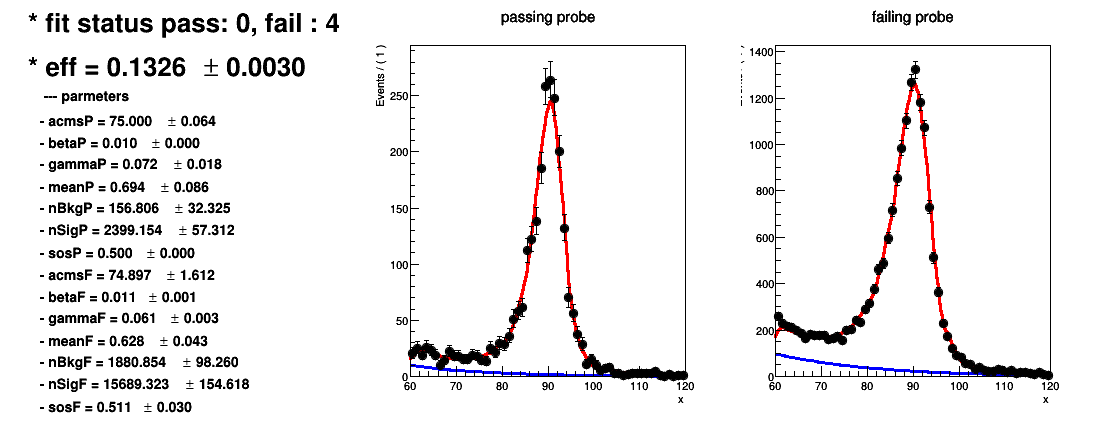 * fit status pass: 0, fail : 4
* eff = 0.1326 ± 0.0030
--- parmeters
- acmsP = 75.000 ± 0.064
- betaP = 0.010 ± 0.000
- gammaP = 0.072 ± 0.018
- meanP = 0.694 ± 0.086
- nBkgP = 156.806 ± 32.325
- nSigP = 2399.154 ± 57.312
- sosP = 0.500 ± 0.000
- acmsF = 74.897 ± 1.612
- betaF = 0.011 ± 0.001
- gammaF = 0.061 ± 0.003
- meanF = 0.628 ± 0.043
- nBkgF = 1880.854 ± 98.260
- nSigF = 15689.323 ± 154.618
- sosF = 0.511 ± 0.030
passing probe
Events / ( 1 )
250
200
150
100
50
0
60 70 80 90 100 110 120
x
failing probe
1400
1200
1000
800
600
400
200
0
60 70 80 90 100 110 120
x